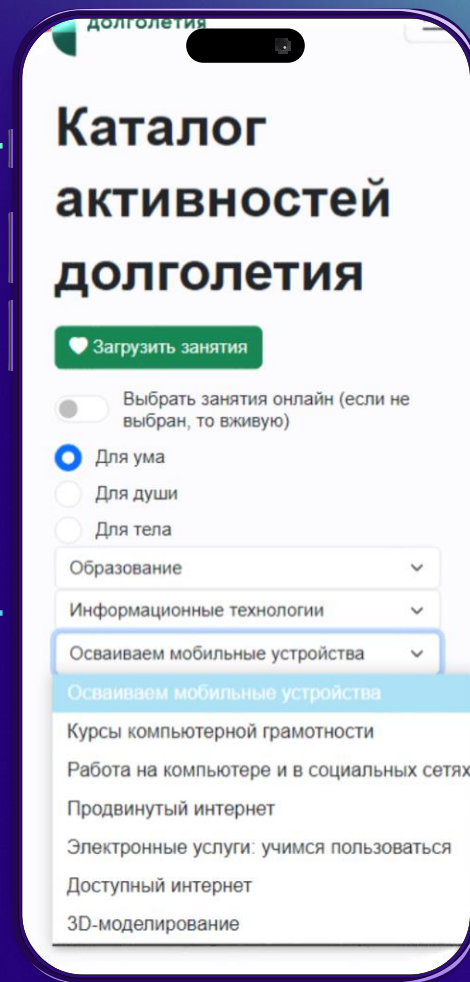 долголетия
Каталог
активностей
долголетия
Загрузить занятия
Выбрать занятия онлайн (если не
выбран, то вживую)
Для ума
Для души
Для тела
Образование
Информационные технологии
Осваиваем мобильные устройства
Осваиваем мобильные устройства
Курсы компьютерной грамотности
Работа на компьютере и в социальных сетях
Продвинутый интернет
Электронные услуги: учимся пользоваться
Доступный интернет
3D-моделирование